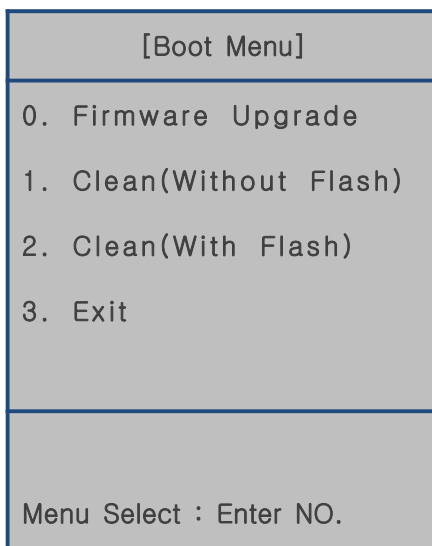 [Boot Menu]
0. Firmware Upgrade
1. Clean(Without Flash)
2. Clean(With Flash)
3. Exit
Menu Select : Enter NO.